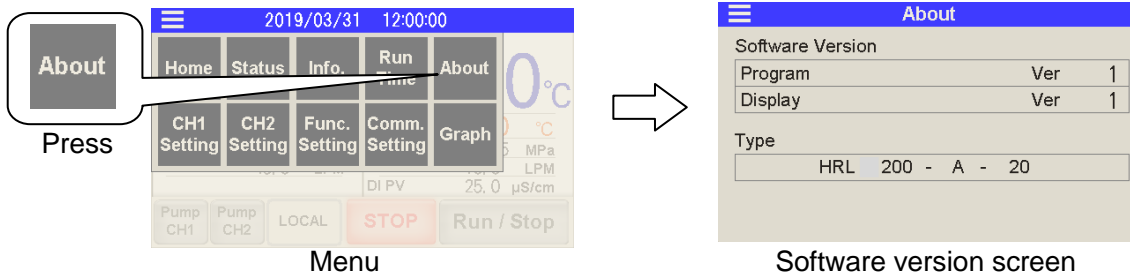 About
Press
2019/03/31 12:00:00
Home Status Info. Run Time About
CH1 Setting CH2 Setting Func. Setting Comm. Setting Graph
0℃
℃
MPa
LPM
DI PV 25.0 µS/cm
Pump CH1 Pump CH2 LOCAL STOP Run / Stop
Menu
About
Software Version
Program Ver 1
Display Ver 1
Type
HRL 200 - A - 20
Software version screen